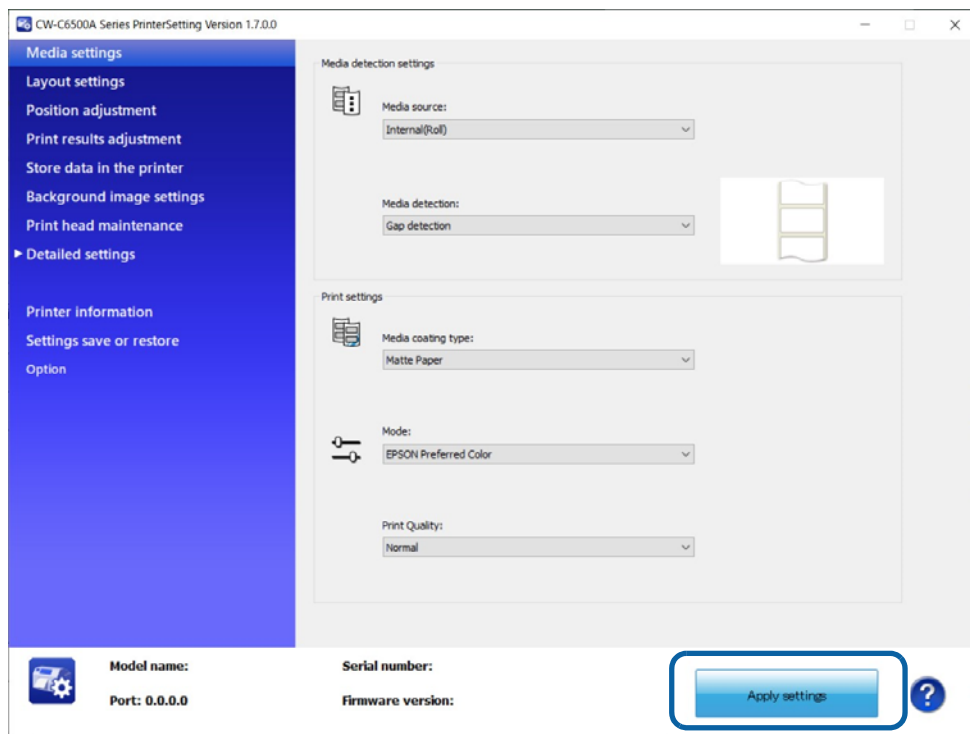 CW-C6500A Series PrinterSetting Version 1.7.0.0
Media settings
Layout settings
Position adjustment
Print results adjustment
Store data in the printer
Background image settings
Print head maintenance
Detailed settings
Printer information
Settings save or restore
Option
Media detection settings
Media source:
Internal(Roll)
Media detection:
Gap detection
Print settings
Media coating type:
Matte Paper
Mode:
EPSON Preferred Color
Print Quality:
Normal
Model name:
Serial number:
Port: 0.0.0.0
Firmware version:
Apply settings
?